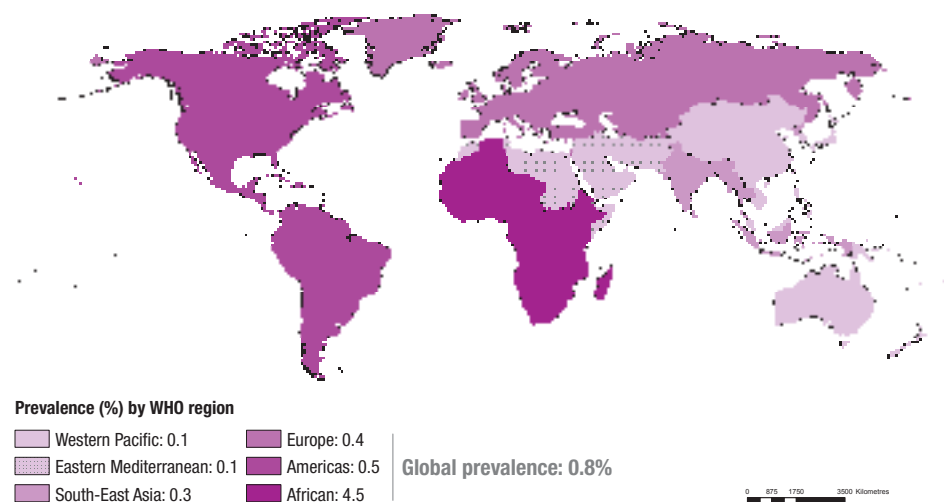 Prevalence (%) by WHO region
Western Pacific: 0.1
Eastern Mediterranean: 0.1
South-East Asia: 0.3
Europe: 0.4
Americas: 0.5
African: 4.5
Global prevalence: 0.8%
0 875 1750 3500 Kilometres